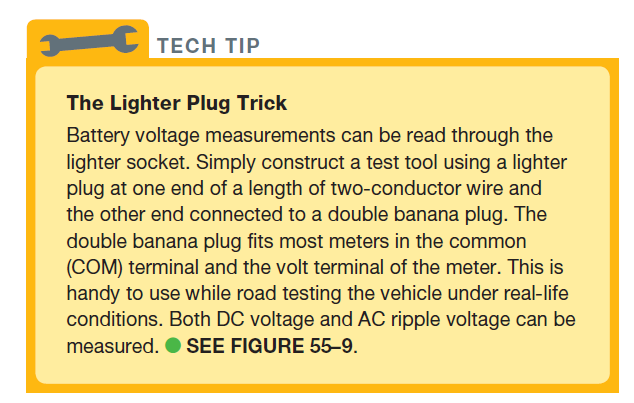 TECH TIP
The Lighter Plug Trick
Battery voltage measurements can be read through the
lighter socket. Simply construct a test tool using a lighter
plug at one end of a length of two-conductor wire and
the other end connected to a double banana plug. The
double banana plug fits most meters in the common
(COM) terminal and the volt terminal of the meter. This is
handy to use while road testing the vehicle under real-life
conditions. Both DC voltage and AC ripple voltage can be
measured. ● SEE FIGURE 55–9.